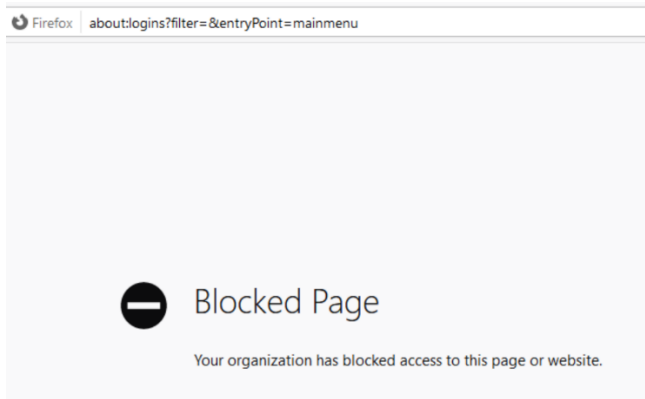 Firefox about:logins?filter=&entryPoint=mainmenu
Blocked Page
Your organization has blocked access to this page or website.